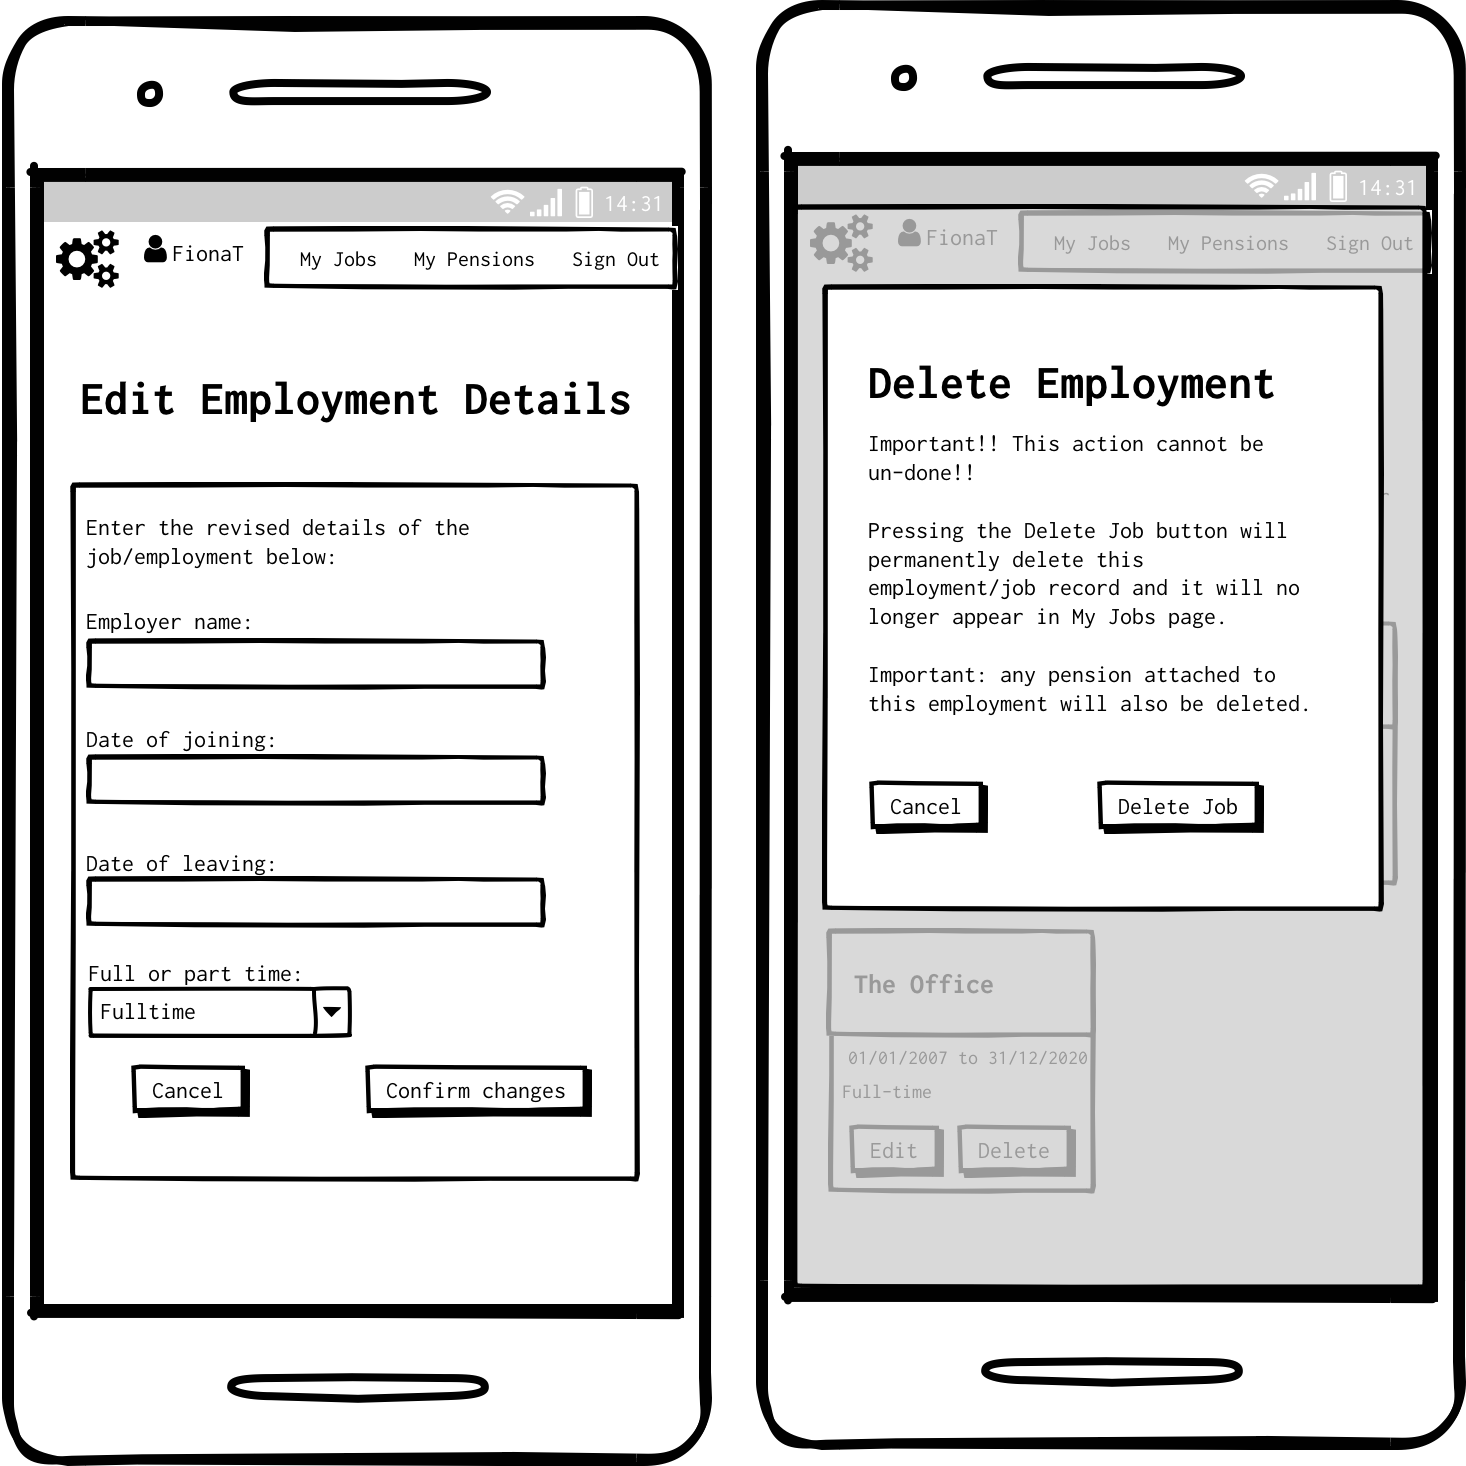 14:31
FionaT
My Jobs My Pensions Sign Out
Edit Employment Details
Enter the revised details of the
job/employment below:
Employer name:
Date of joining:
Date of leaving:
Full or part time:
Fulltime
Cancel
Confirm changes
14:31
FionaT
My Jobs My Pensions Sign Out
Delete Employment
Important!! This action cannot be
un-done!!
Pressing the Delete Job button will
permanently delete this
employment/job record and it will no
longer appear in My Jobs page.
Important: any pension attached to
this employment will also be deleted.
Cancel
Delete Job
The Office
01/01/2007 to 31/12/2020
Full-time
Edit
Delete